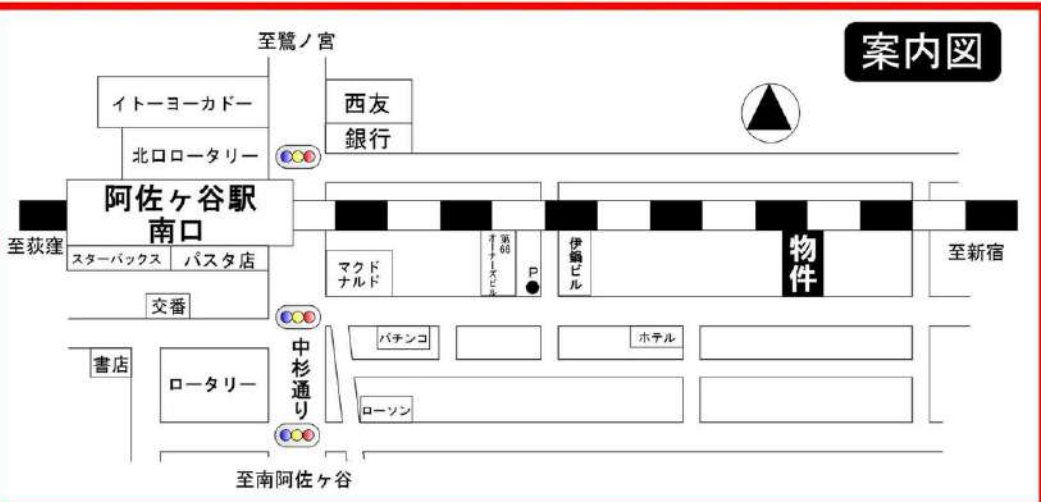 至鷺ノ宮
案内図
イトーヨーカドー
西友
銀行
北口ロータリー
阿佐ヶ谷駅
南口
至荻窪
スターバックス
パスタ店
マクド
ナルド
第66
オーナーズビル
P
伊鍋ビル
物件
至新宿
交番
パチンコ
ホテル
書店
ロータリー
中杉通り
ローソン
至南阿佐ヶ谷